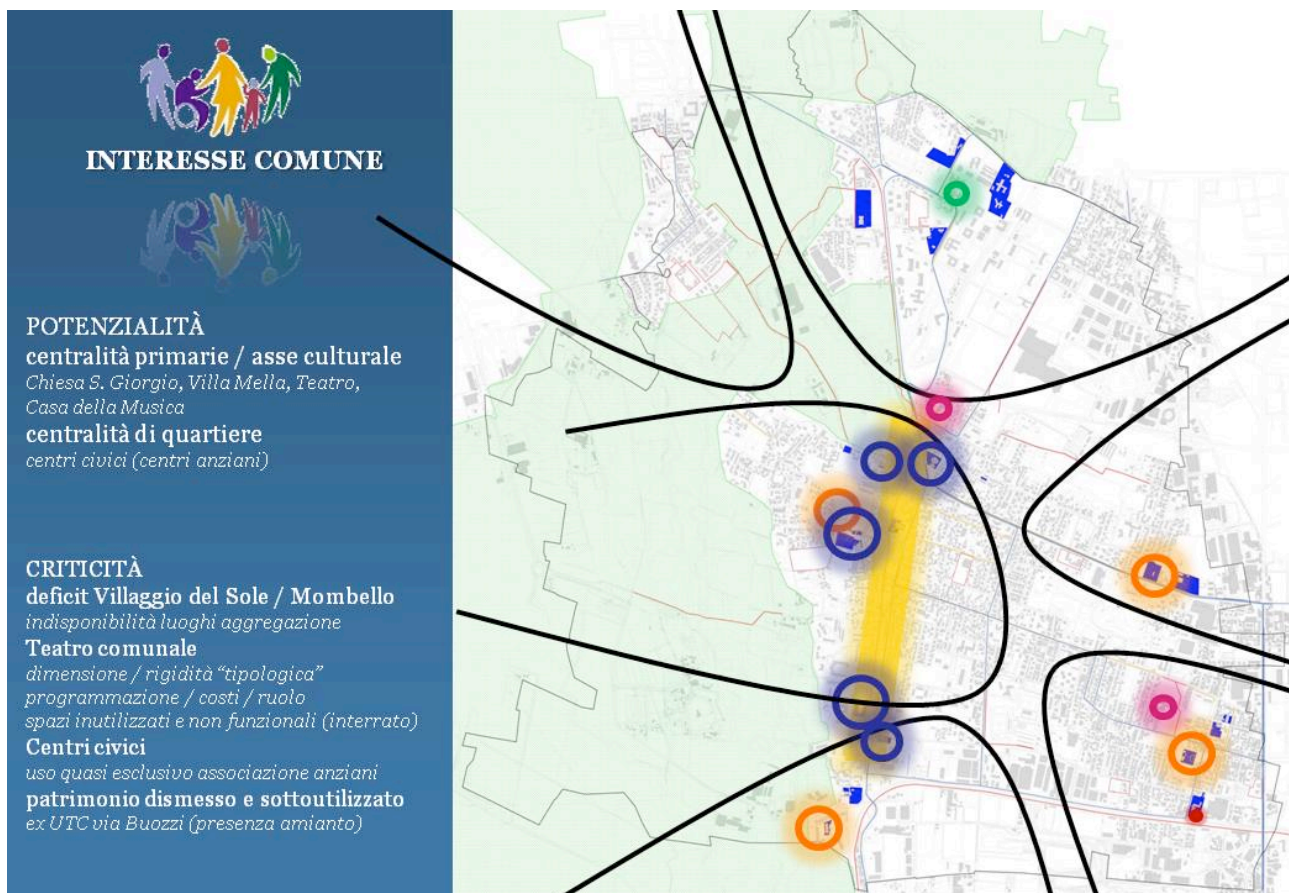 INTERESSE COMUNE
POTENZIALITÀ
centralità primarie / asse culturale
Chiesa S. Giorgio, Villa Mella, Teatro,
Casa della Musica
centralità di quartiere
centri civici (centri anziani)
CRITICITÀ
deficit Villaggio del Sole / Mombello
indisponibilità luoghi aggregazione
Teatro comunale
dimensione / rigidità “tipologica”
programmazione / costi / ruolo
spazi inutilizzati e non funzionali (interrato)
Centri civici
uso quasi esclusivo associazione anziani
patrimonio dismesso e sottoutilizzato
ex UTC via Buozzi (presenza amianto)